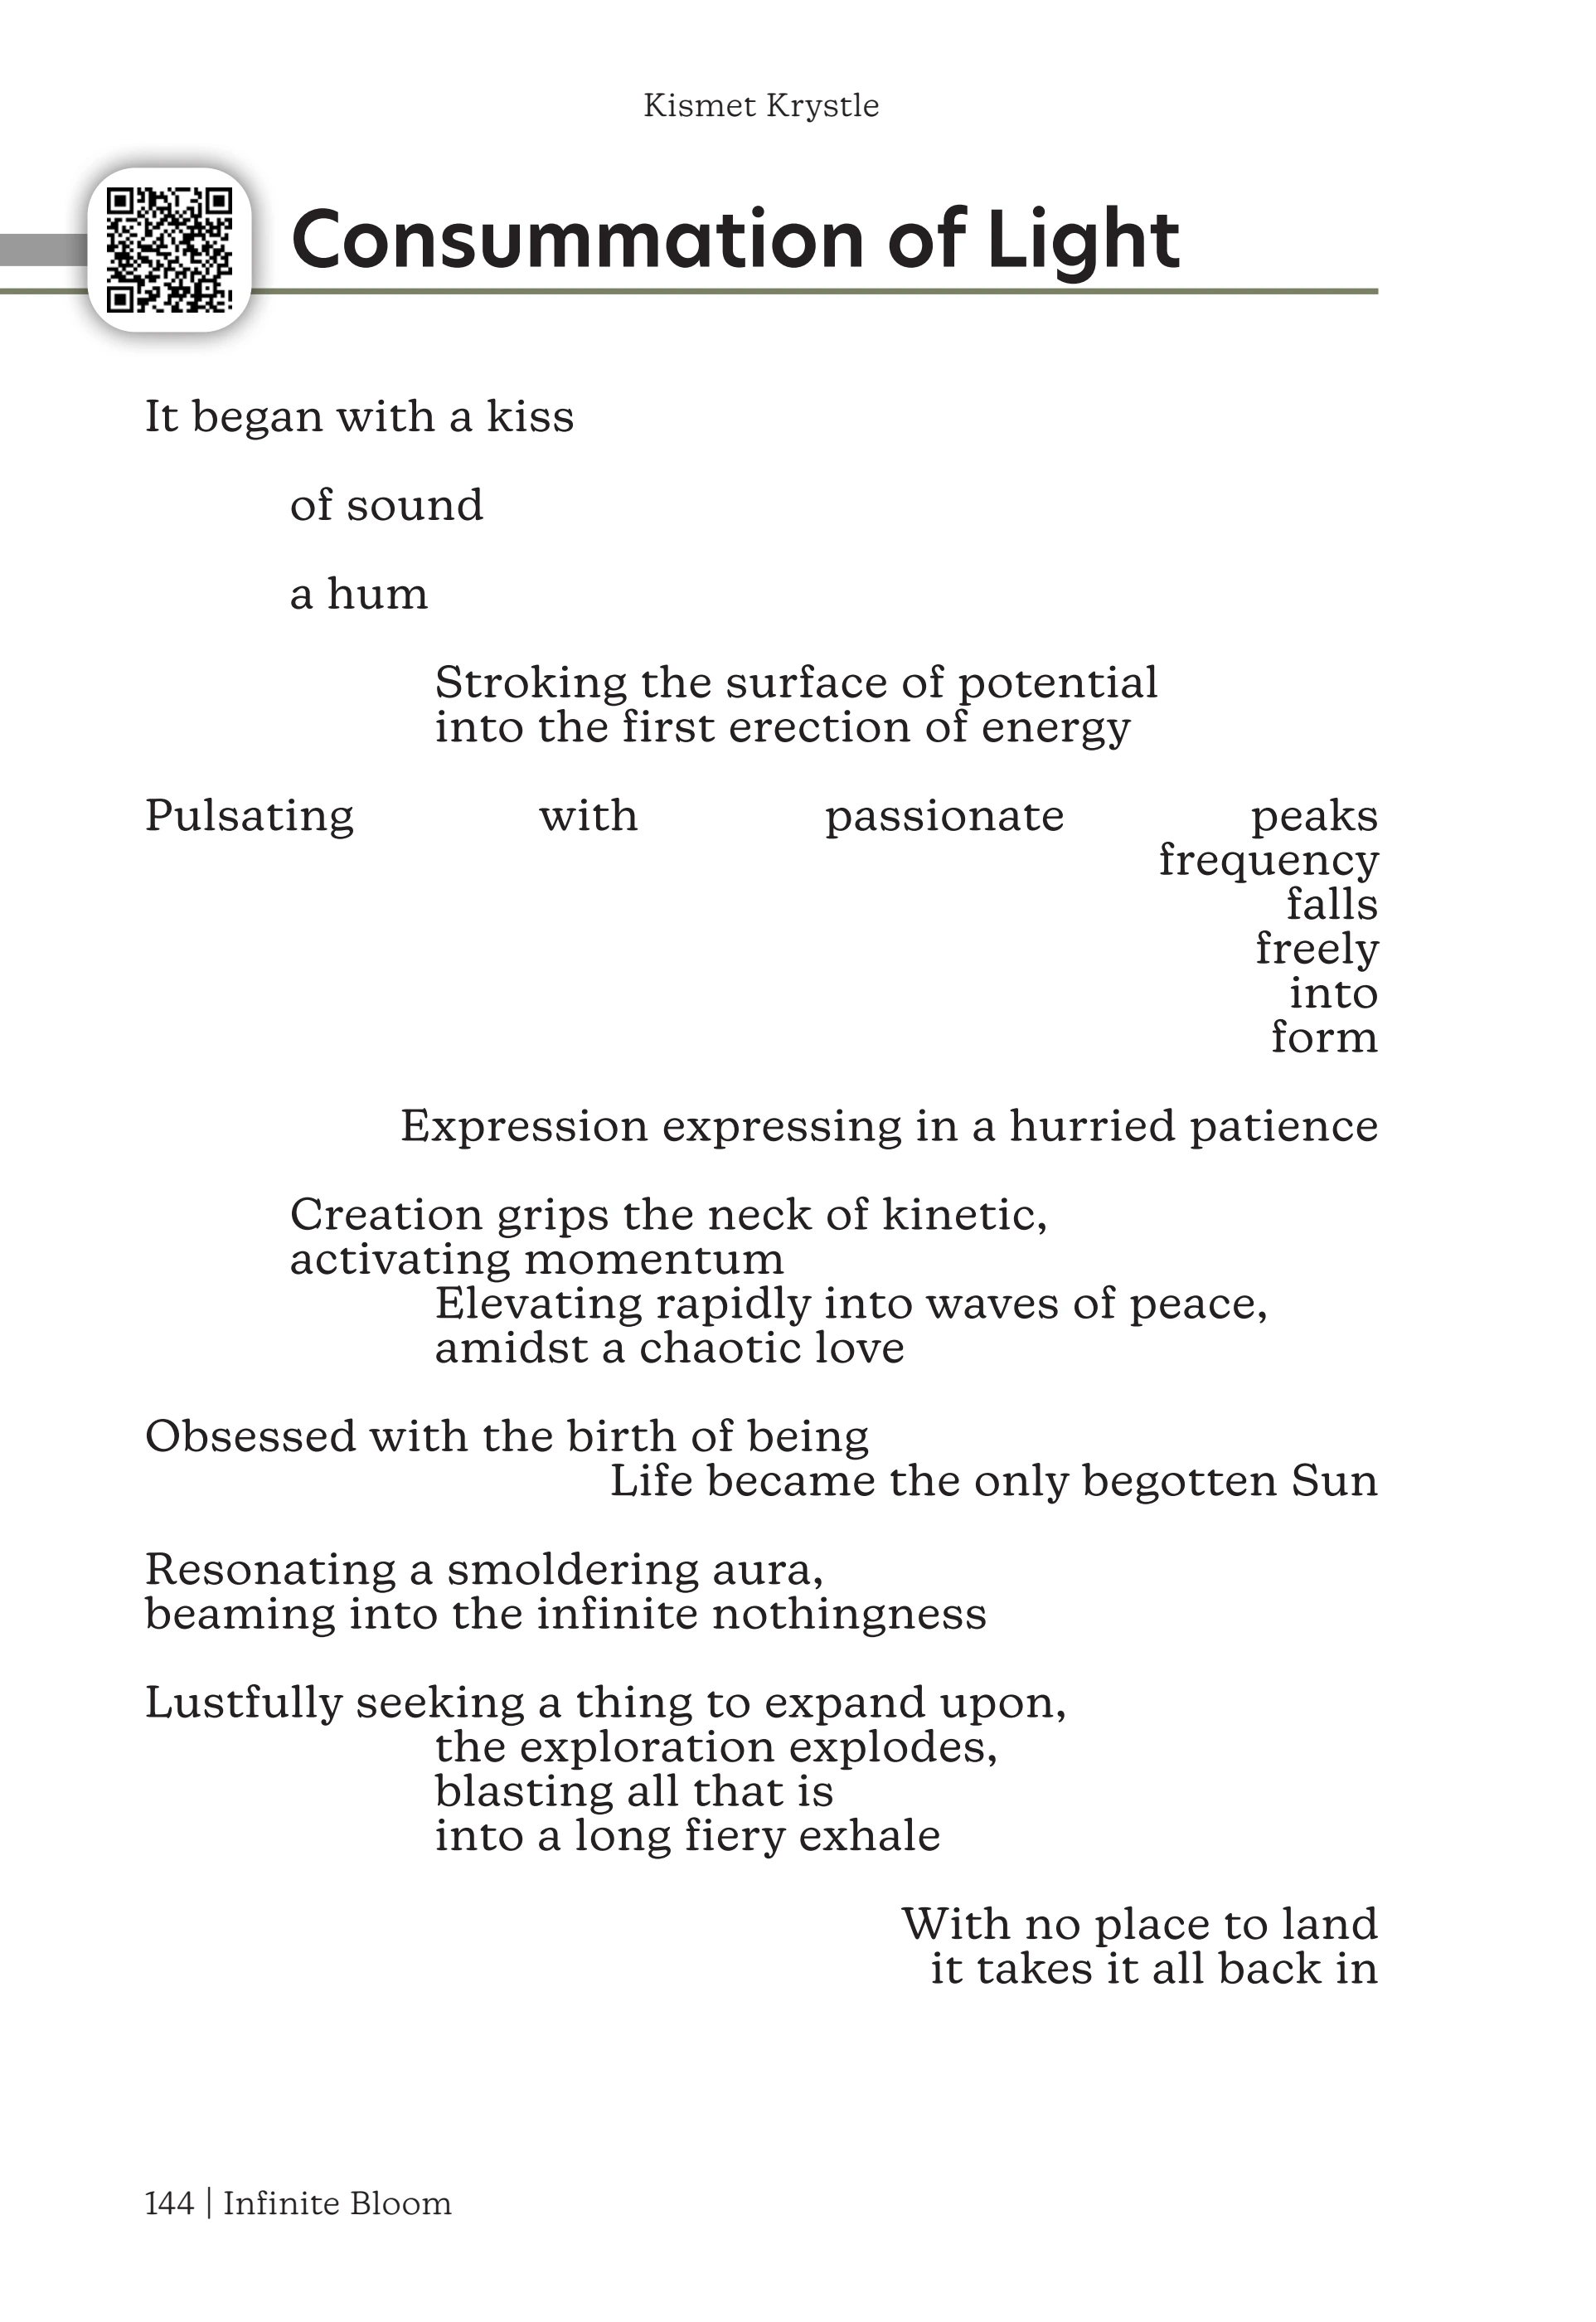 Kismet Krystle
Consummation of Light
It began with a kiss
of sound
a hum
Stroking the surface of potential
into the first erection of energy
Pulsating with passionate peaks
frequency
falls
freely
into
form
Expression expressing in a hurried patience
Creation grips the neck of kinetic,
activating momentum
Elevating rapidly into waves of peace,
amidst a chaotic love
Obsessed with the birth of being
Life became the only begotten Sun
Resonating a smoldering aura,
beaming into the infinite nothingness
Lustfully seeking a thing to expand upon,
the exploration explodes,
blasting all that is
into a long fiery exhale
With no place to land
it takes it all back in
144 | Infinite Bloom